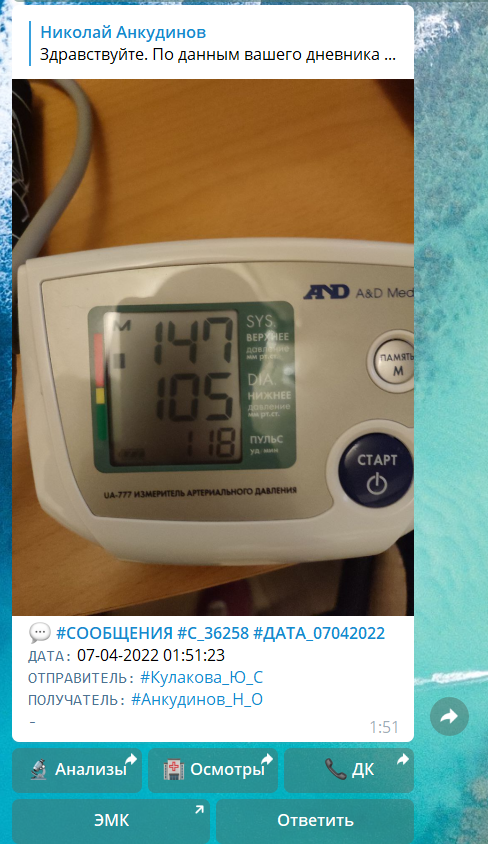 Николай Анкудинов
Здравствуйте. По данным вашего дневника ...
AND A&D Med
M
147
SYS.
ВЕРХНЕЕ
давление
мм рт.ст.
105
DIA.
НИЖНЕЕ
давление
мм рт.ст.
118
ПУЛЬС
уд/мин
ПАМЯТЬ
M
СТАРТ
UA-777 ИЗМЕРИТЕЛЬ АРТЕРИАЛЬНОГО ДАВЛЕНИЯ
#СООБЩЕНИЯ #C_36258 #ДАТА_07042022
ДАТА: 07-04-2022 01:51:23
ОТПРАВИТЕЛЬ: #Кулакова_Ю_С
ПОЛУЧАТЕЛЬ: #Анкудинов_Н_О
-
1:51
Анализы
Осмотры
ДК
ЭМК
Ответить